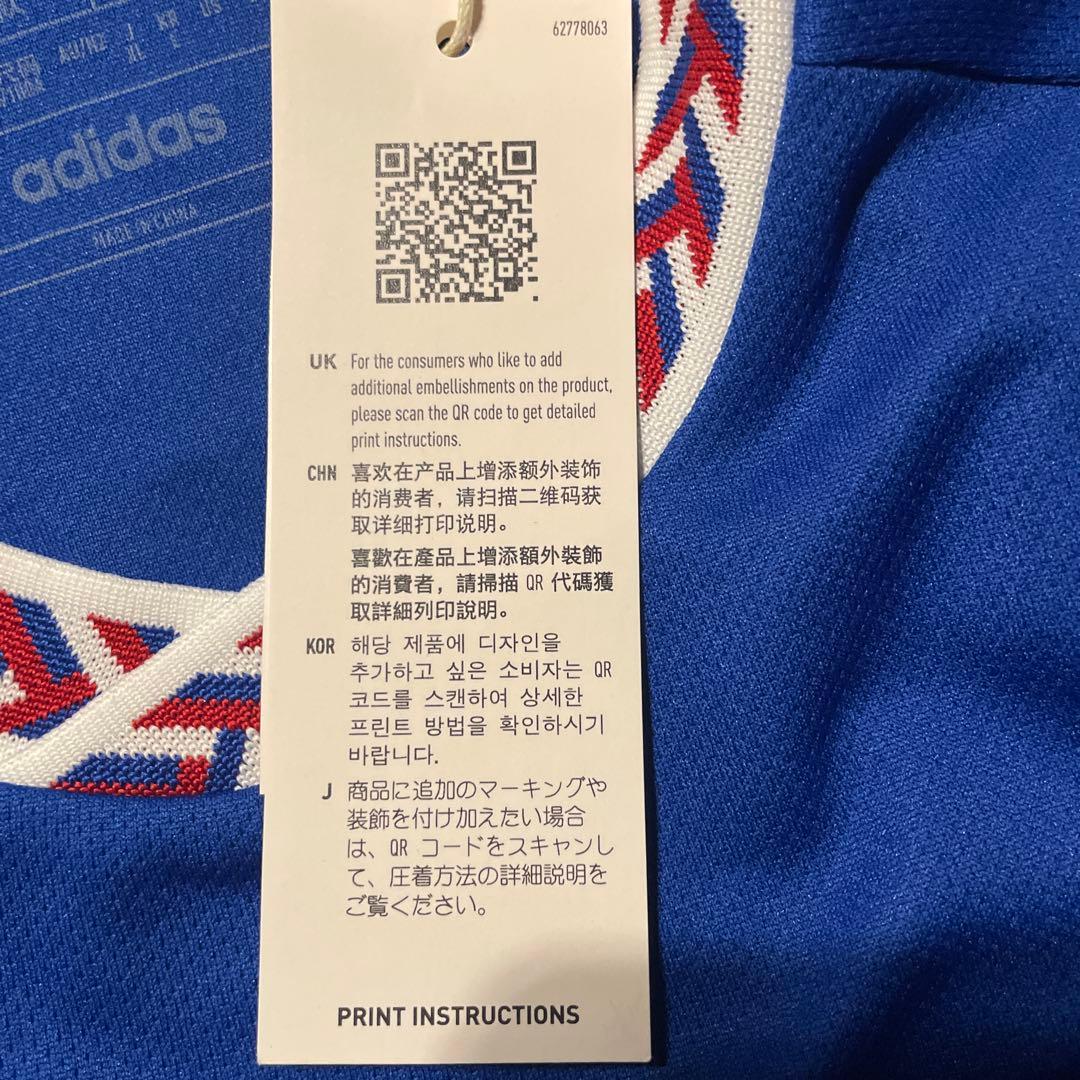 62778063
adidas
MADE IN CHINA
UK For the consumers who like to add
additional embellishments on the product,
please scan the QR code to get detailed
print instructions.
CHN 喜欢在产品上增添额外装饰
的消费者，请扫描二维码获
取详细打印说明。
喜歡在產品上增添額外裝飾
的消費者，請掃描 QR 代碼獲
取詳細列印說明。
KOR 해당 제품에 디자인을
추가하고 싶은 소비자는 QR
코드를 스캔하여 상세한
프린트 방법을 확인하시기
바랍니다.
J 商品に追加のマーキングや
装飾を付け加えたい場合
は、QR コードをスキャンし
て、圧着方法の詳細説明を
ご覧ください。
PRINT INSTRUCTIONS